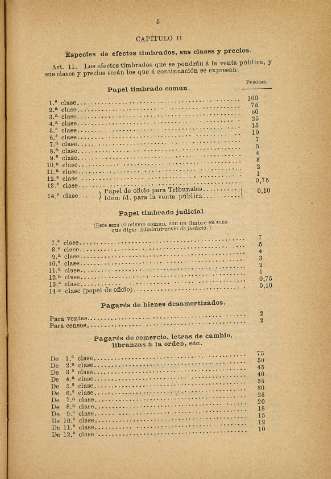 5
CAPÍTULO II
Especies de efectos timbrados, sus clases y precios.
Art. 11. Los efectos timbrados que se pondrán á la venta pública, y
sus clases y precios serán los que á continuación se expresan:
Pesetas.
Papel timbrado común.
1.ª clase 100
2.ª clase 75
3.ª clase 50
4.ª clase 25
5.ª clase 15
6.ª clase 10
7.ª clase 7
8.ª clase 5
9.ª clase 4
10.ª clase 3
11.ª clase 2
12.ª clase 1
13.ª clase 0,75
14.ª clase Papel de oficio para Tribunales 0,10
Idem íd. para la venta pública
Papel timbrado judicial
7.ª clase 7
8.ª clase 5
9.ª clase 4
10.ª clase 3
11.ª clase 2
12.ª clase 1
13.ª clase 0,75
14.ª clase (papel de oficio) 0,10
Pagarés de bienes desamortizados.
Para ventas 2
Para censos 2
Pagarés de comercio, letras de cambio,
libranzas á la orden, etc.
De 1.ª clase 75
De 2.ª clase 50
De 3.ª clase 45
De 4.ª clase 40
De 5.ª clase 35
De 6.ª clase 30
De 7.ª clase 25
De 8.ª clase 20
De 9.ª clase 18
De 10.ª clase 15
De 11.ª clase 12
De 12.ª clase 10